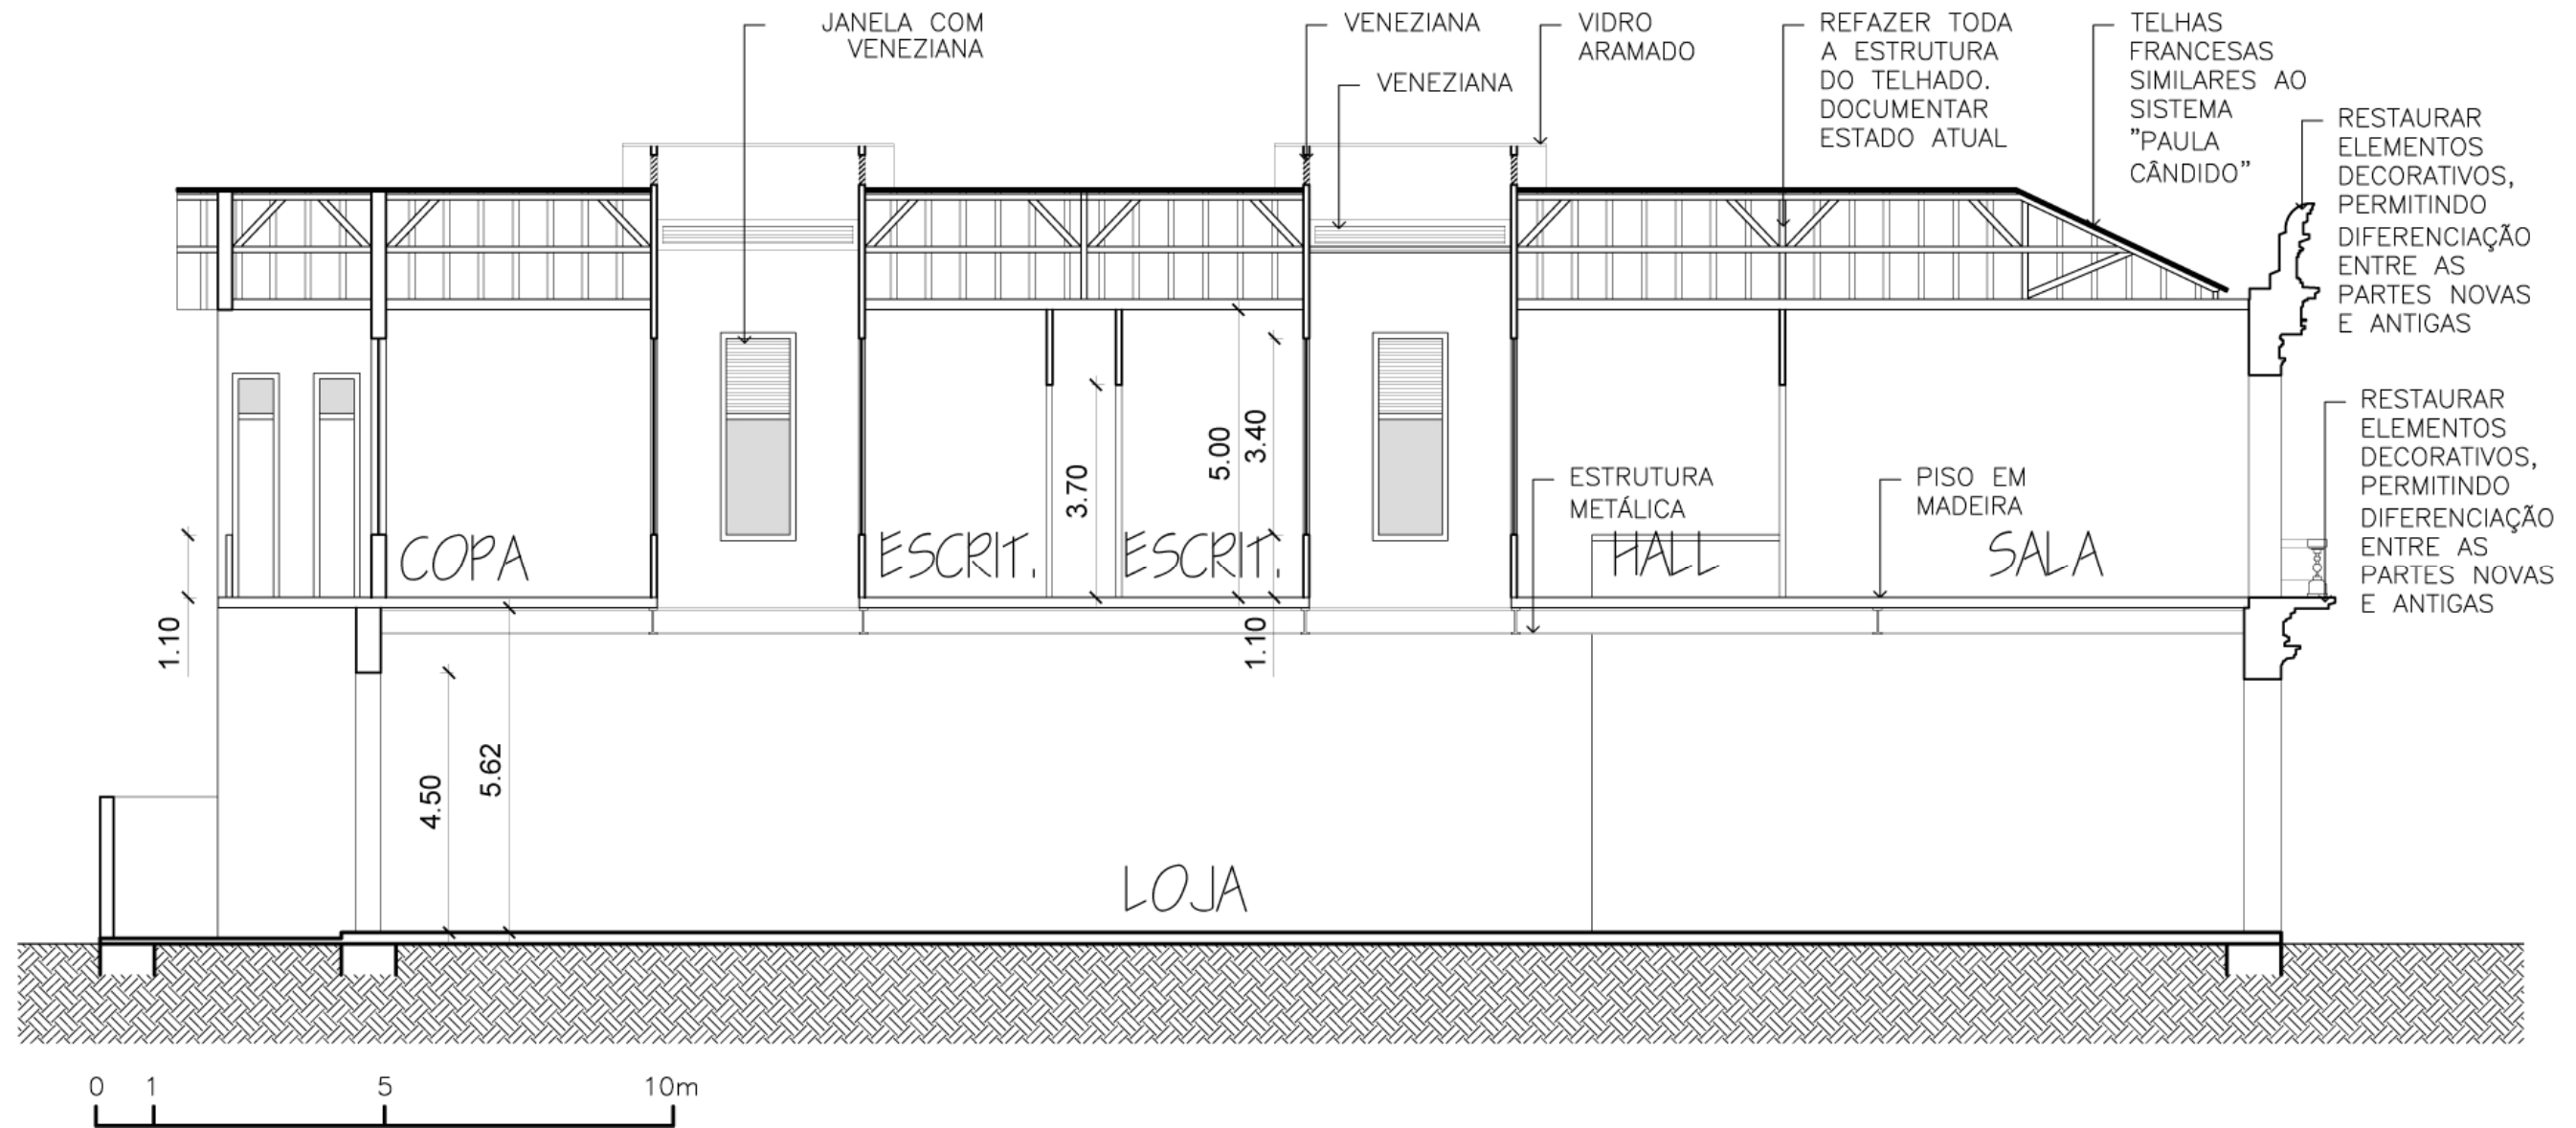 JANELA COM
VENEZIANA
VENEZIANA
VENEZIANA
VIDRO
ARAMADO
REFAZER TODA
A ESTRUTURA
DO TELHADO.
DOCUMENTAR
ESTADO ATUAL
TELHAS
FRANCESAS
SIMILARES AO
SISTEMA
"PAULA
CÂNDIDO"
RESTAURAR
ELEMENTOS
DECORATIVOS,
PERMITINDO
DIFERENCIAÇÃO
ENTRE AS
PARTES NOVAS
E ANTIGAS
RESTAURAR
ELEMENTOS
DECORATIVOS,
PERMITINDO
DIFERENCIAÇÃO
ENTRE AS
PARTES NOVAS
E ANTIGAS
ESTRUTURA
METÁLICA
PISO EM
MADEIRA
COPA
ESCRIT.
ESCRIT.
HALL
SALA
1.10
3.70
5.00
3.40
1.10
4.50
5.62
LOJA
0 1 5 10m